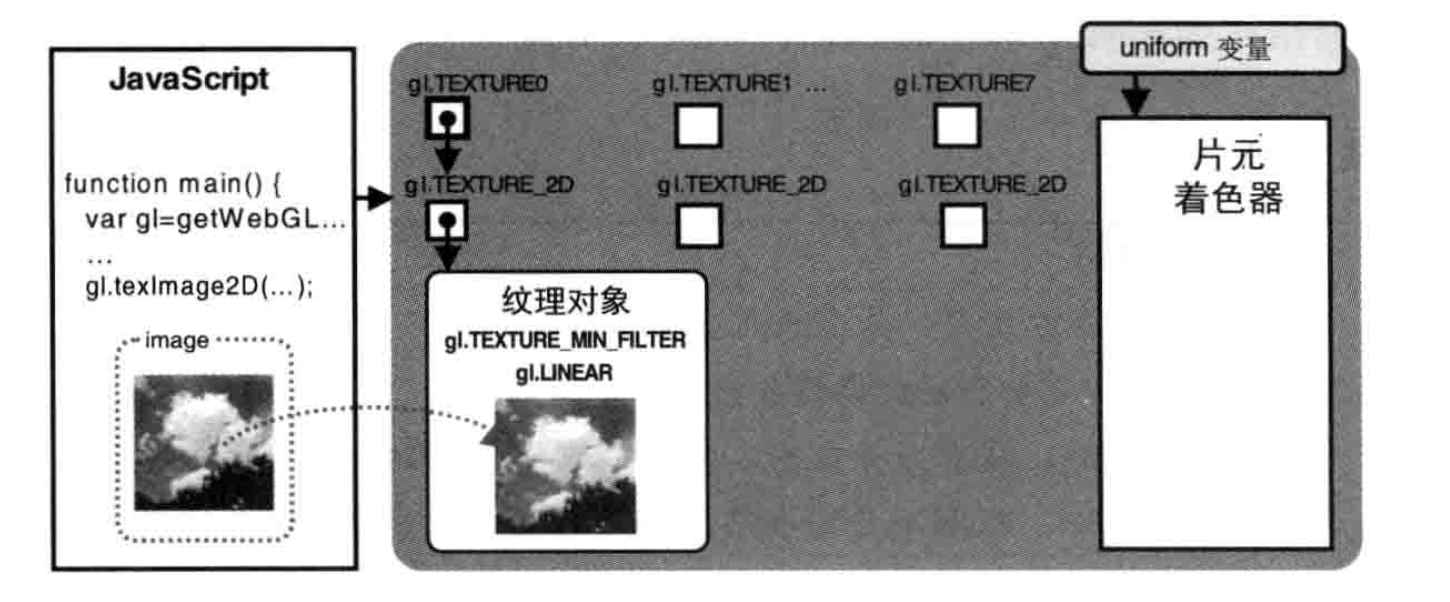 JavaScript
function main() {
var gl=getWebGL...
...
gl.texImage2D(...);
image
gl.TEXTURE0
gl.TEXTURE1 ...
gl.TEXTURE7
gl.TEXTURE_2D
gl.TEXTURE_2D
gl.TEXTURE_2D
纹理对象
gl.TEXTURE_MIN_FILTER
gl.LINEAR
uniform 变量
片元
着色器